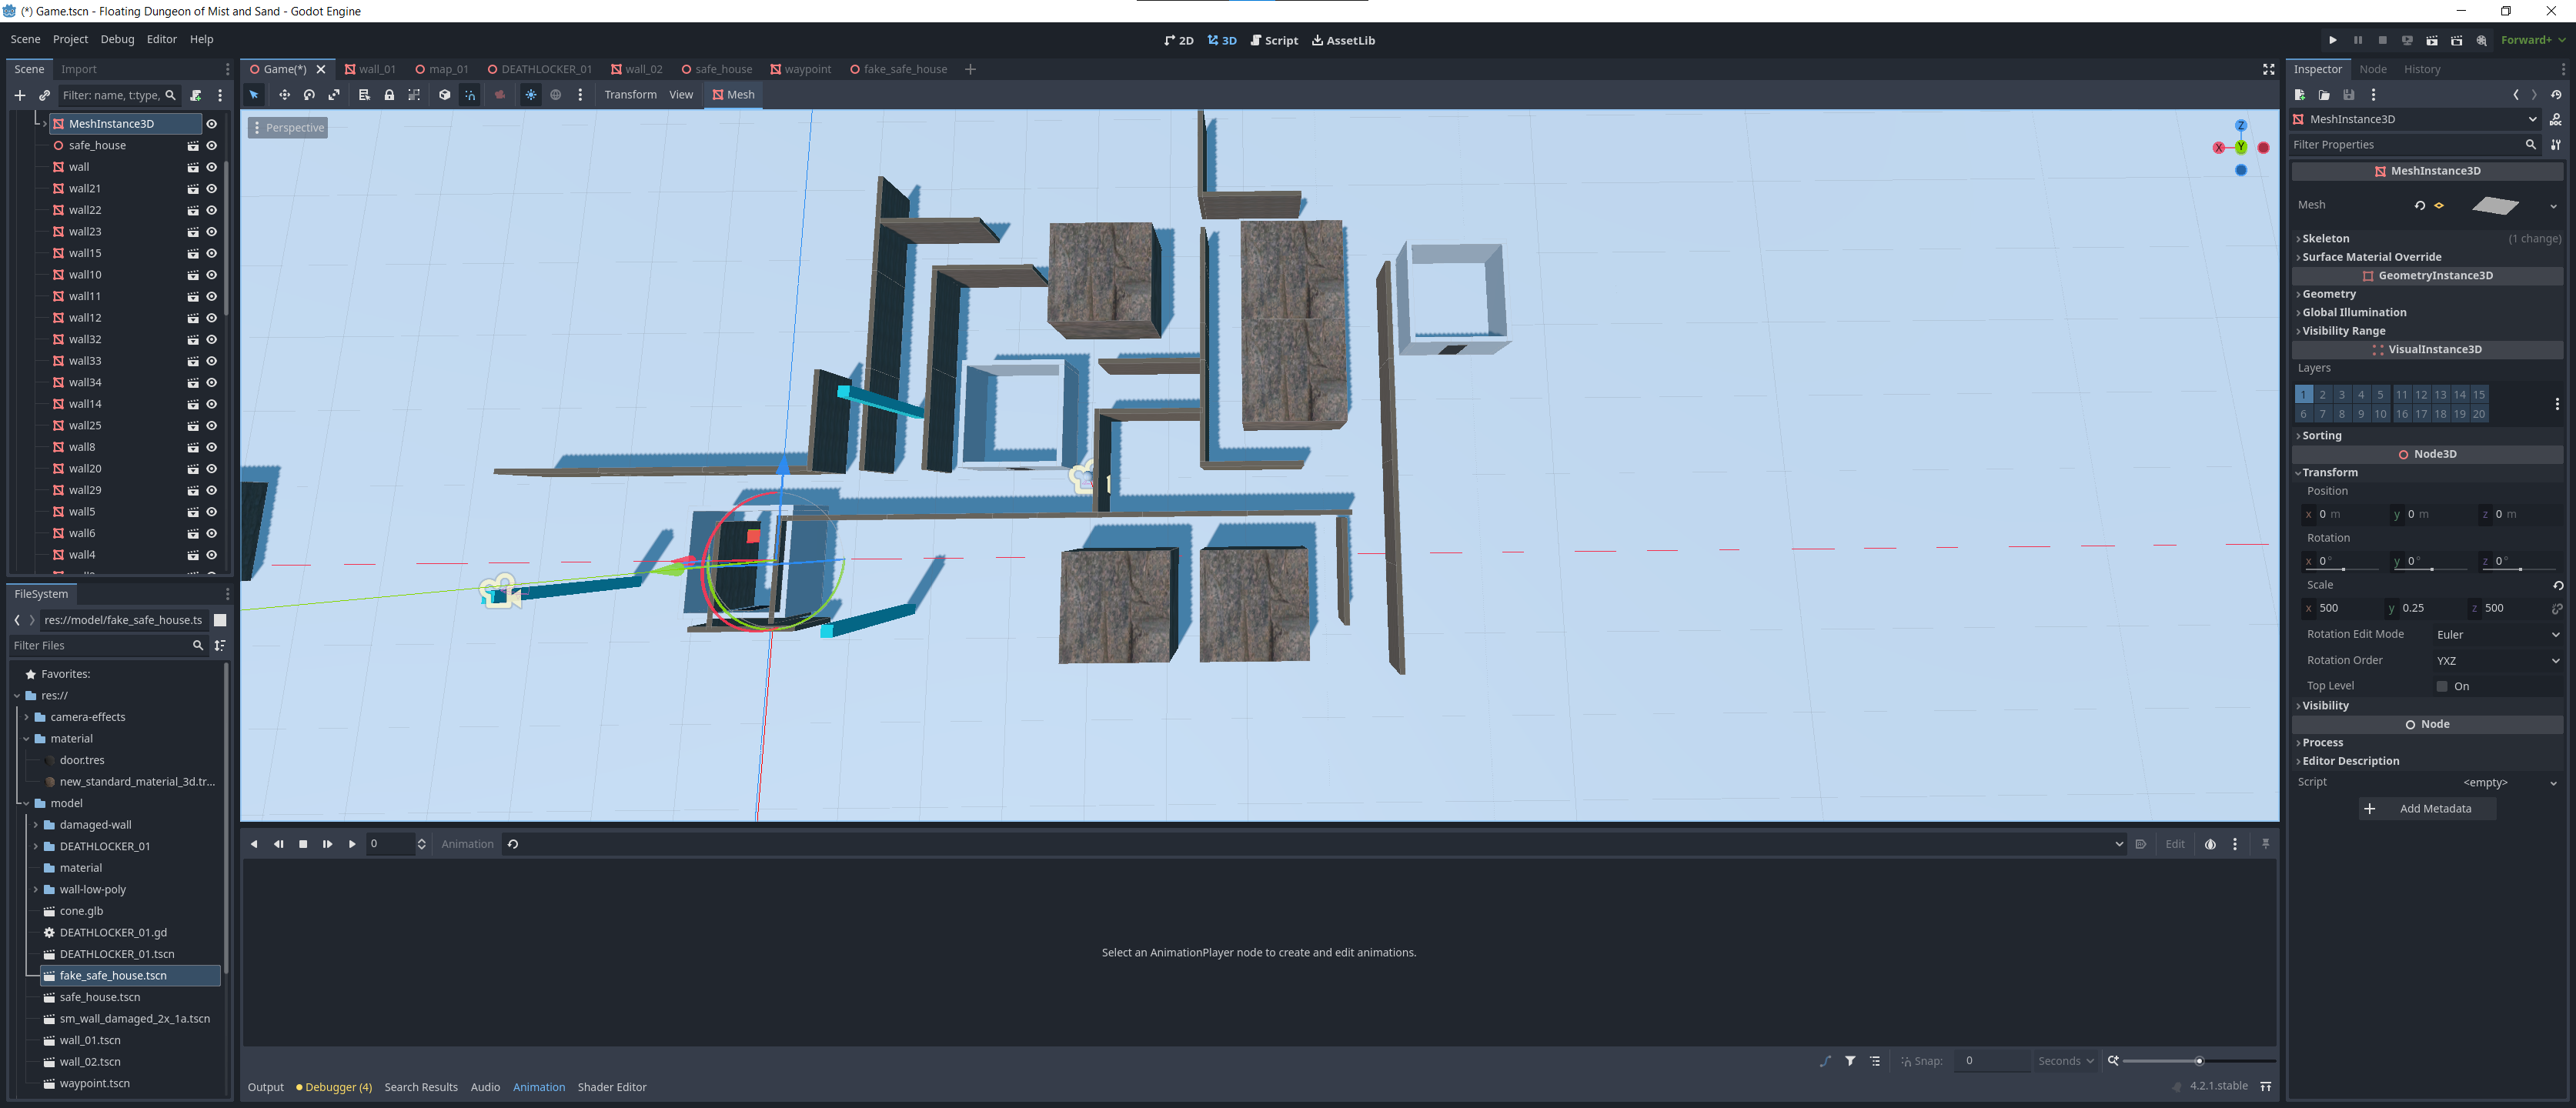 (*) Game.tscn - Floating Dungeon of Mist and Sand - Godot Engine
Scene Project Debug Editor Help
2D 3D Script AssetLib
Forward+
Scene Import
Game(*) wall_01 map_01 DEATHLOCKER_01 wall_02 safe_house waypoint fake_safe_house
Inspector Node History
Filter: name, t:type,
Transform View Mesh
Perspective
Z
X Y
MeshInstance3D
safe_house
wall
wall21
wall22
wall23
wall15
wall10
wall11
wall12
wall32
wall33
wall34
wall14
wall25
wall8
wall20
wall29
wall5
wall6
wall4
FileSystem
res://model/fake_safe_house.ts
Filter Files
Favorites:
res://
camera-effects
material
door.tres
new_standard_material_3d.tr...
model
damaged-wall
DEATHLOCKER_01
material
wall-low-poly
cone.glb
DEATHLOCKER_01.gd
DEATHLOCKER_01.tscn
fake_safe_house.tscn
safe_house.tscn
sm_wall_damaged_2x_1a.tscn
wall_01.tscn
wall_02.tscn
waypoint.tscn
0 Animation Edit
Select an AnimationPlayer node to create and edit animations.
Snap: 0 Seconds
Output Debugger (4) Search Results Audio Animation Shader Editor
4.2.1.stable
MeshInstance3D
DOC
Filter Properties
MeshInstance3D
Mesh
Skeleton (1 change)
Surface Material Override
GeometryInstance3D
Geometry
Global Illumination
Visibility Range
VisualInstance3D
Layers
1 2 3 4 5 11 12 13 14 15
6 7 8 9 10 16 17 18 19 20
Sorting
Node3D
Transform
Position
x 0 m y 0 m z 0 m
Rotation
x 0 ° y 0 ° z 0 °
Scale
x 500 y 0.25 z 500
Rotation Edit Mode Euler
Rotation Order YXZ
Top Level On
Visibility
Node
Process
Editor Description
Script <empty>
Add Metadata